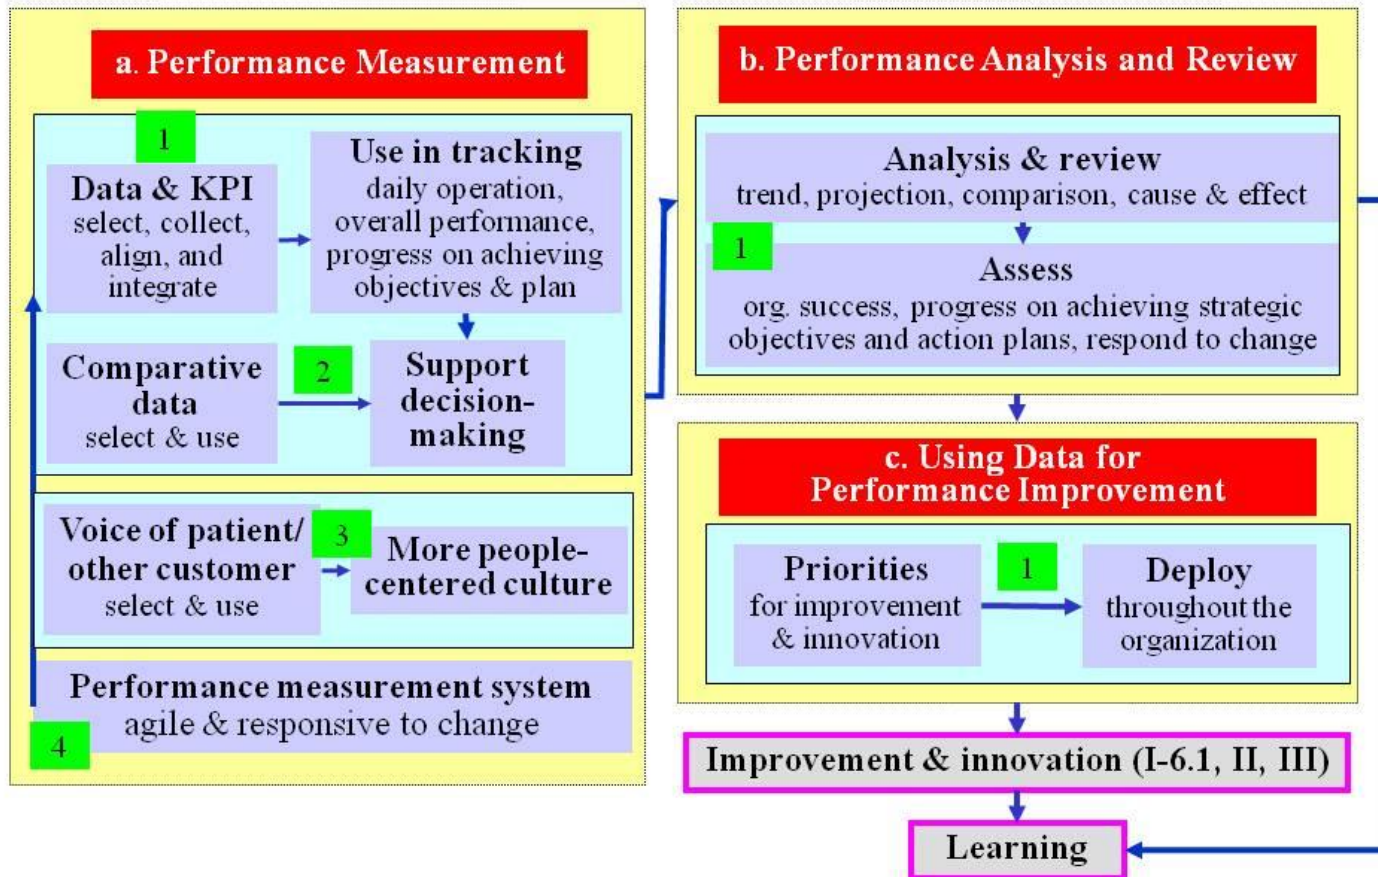 a. Performance Measurement
1
Data & KPI
select, collect,
align, and
integrate
Use in tracking
daily operation,
overall performance,
progress on achieving
objectives & plan
Comparative
data
select & use
2
Support
decision-
making
Voice of patient/
other customer
select & use
3
More people-
centered culture
Performance measurement system
agile & responsive to change
4
b. Performance Analysis and Review
Analysis & review
trend, projection, comparison, cause & effect
1
Assess
org. success, progress on achieving strategic
objectives and action plans, respond to change
c. Using Data for
Performance Improvement
Priorities
for improvement
& innovation
1
Deploy
throughout the
organization
Improvement & innovation (I-6.1, II, III)
Learning